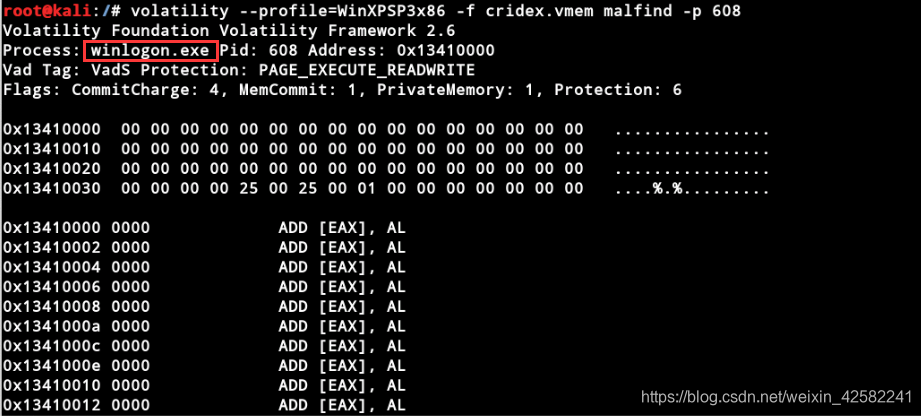 root@kali:/# volatility --profile=WinXPSP3x86 -f cridex.vmem malfind -p 608
Volatility Foundation Volatility Framework 2.6
Process: winlogon.exe Pid: 608 Address: 0x13410000
Vad Tag: VadS Protection: PAGE_EXECUTE_READWRITE
Flags: CommitCharge: 4, MemCommit: 1, PrivateMemory: 1, Protection: 6
0x13410000  00 00 00 00 00 00 00 00 00 00 00 00 00 00 00 00   ................
0x13410010  00 00 00 00 00 00 00 00 00 00 00 00 00 00 00 00   ................
0x13410020  00 00 00 00 00 00 00 00 00 00 00 00 00 00 00 00   ................
0x13410030  00 00 00 00 25 00 25 00 01 00 00 00 00 00 00 00   ....%.%.........
0x13410000 0000             ADD [EAX], AL
0x13410002 0000             ADD [EAX], AL
0x13410004 0000             ADD [EAX], AL
0x13410006 0000             ADD [EAX], AL
0x13410008 0000             ADD [EAX], AL
0x1341000a 0000             ADD [EAX], AL
0x1341000c 0000             ADD [EAX], AL
0x1341000e 0000             ADD [EAX], AL
0x13410010 0000             ADD [EAX], AL
0x13410012 0000             ADD [EAX], AL
https://blog.csdn.net/weixin_42582241